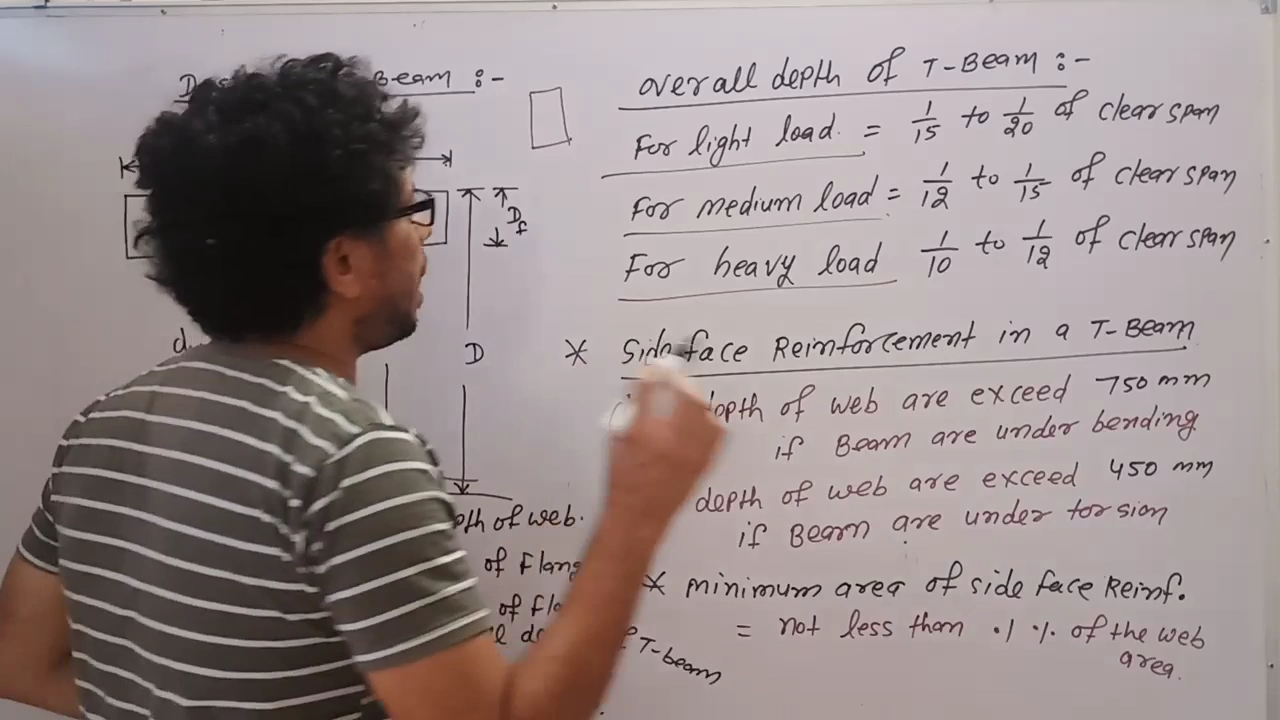 Beam :-
Df
D
d
pth of web.
of Flang
of Fl
T-beam
overall depth of T-Beam :-
For light load. = 1/15 to 1/20 of clear span
For medium load = 1/12 to 1/15 of clear span
For heavy load 1/10 to 1/12 of clear span
* Side face Reinforcement in a T-Beam
depth of web are exceed 750 mm
if Beam are under bending
depth of web are exceed 450 mm
if Beam are under torsion
* minimum area of side face Reinf.
= not less than .1 % of the web
area.